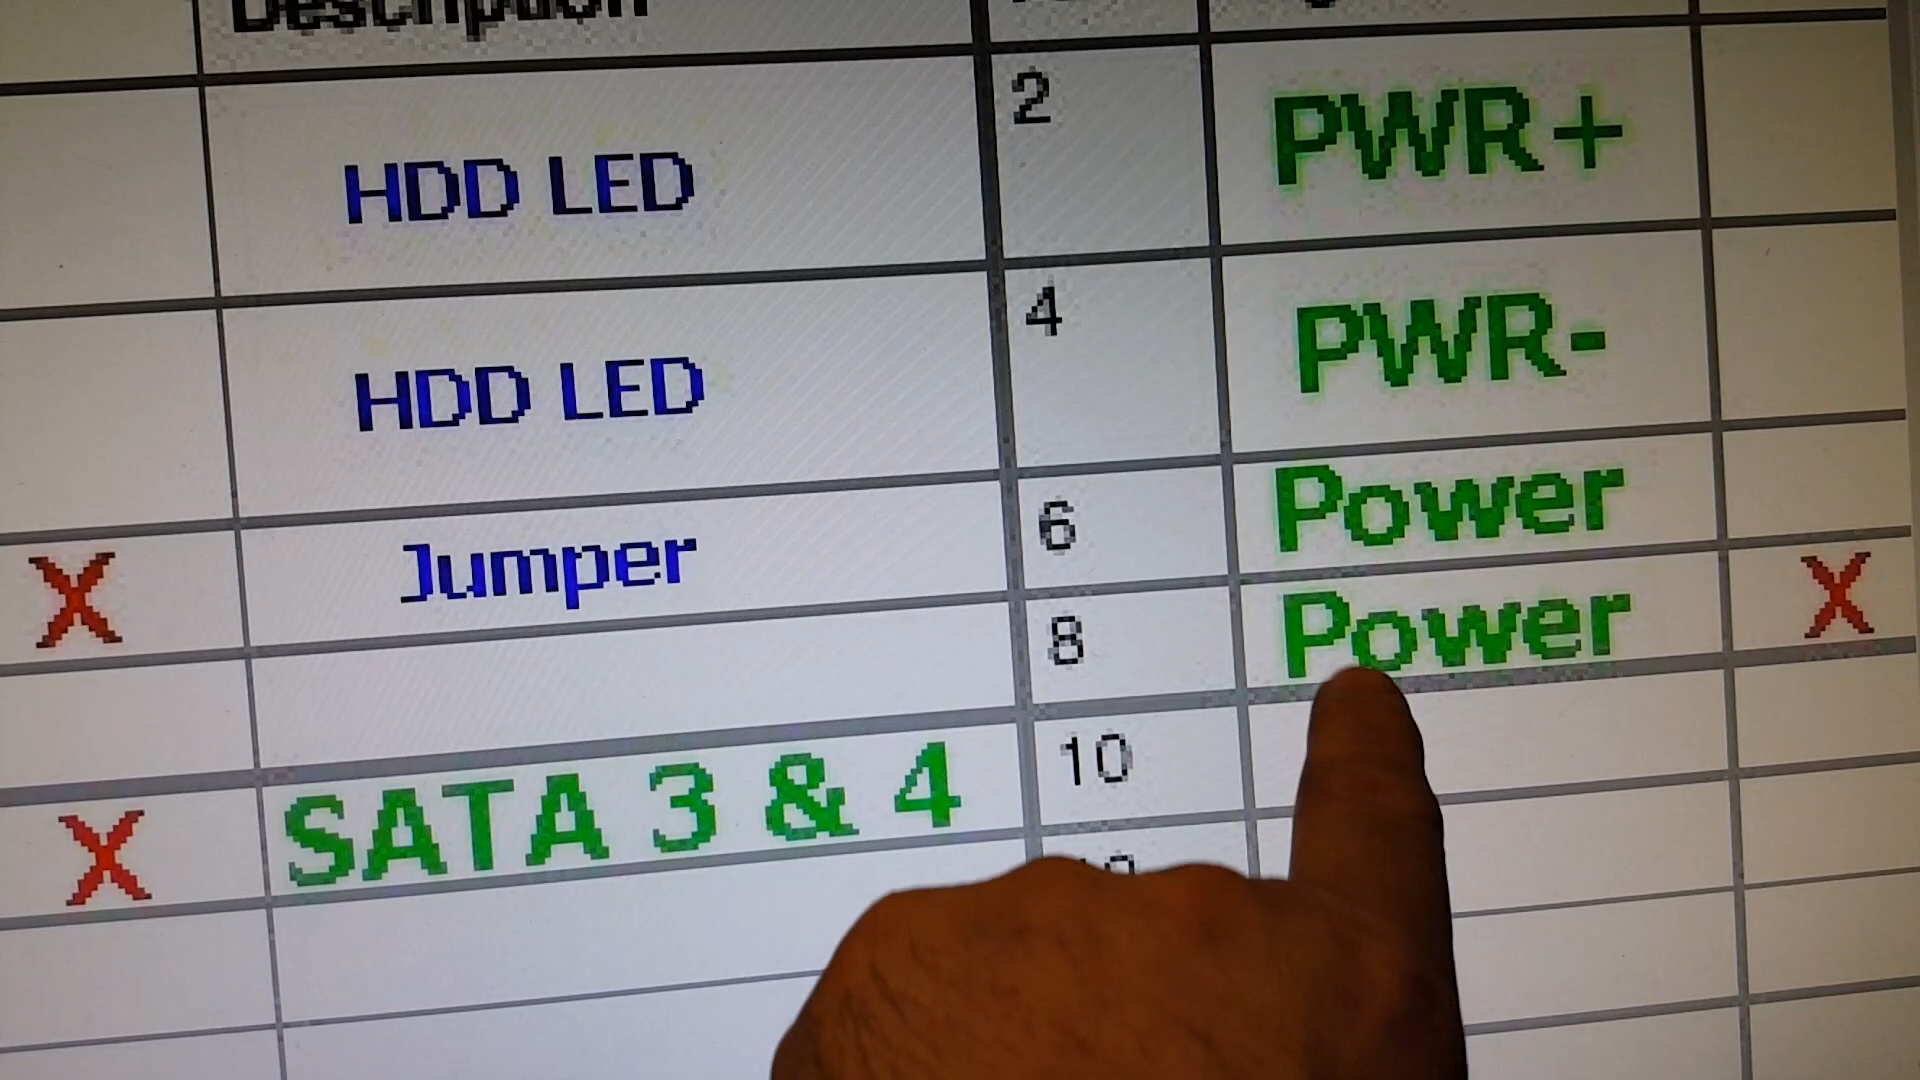 Description
HDD LED 2 PWR+
HDD LED 4 PWR-
X Jumper 6 Power
8 Power X
10
X SATA 3 & 4